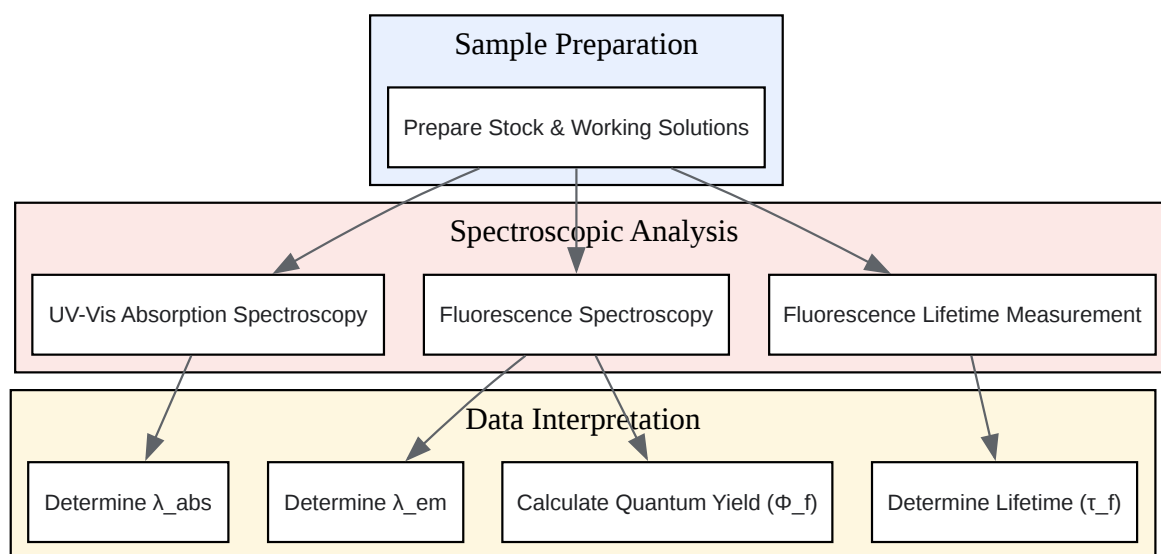 Sample Preparation
Prepare Stock & Working Solutions
Spectroscopic Analysis
UV-Vis Absorption Spectroscopy
Fluorescence Spectroscopy
Fluorescence Lifetime Measurement
Data Interpretation
Determine λ_abs
Determine λ_em
Calculate Quantum Yield (Φ_f)
Determine Lifetime (τ_f)